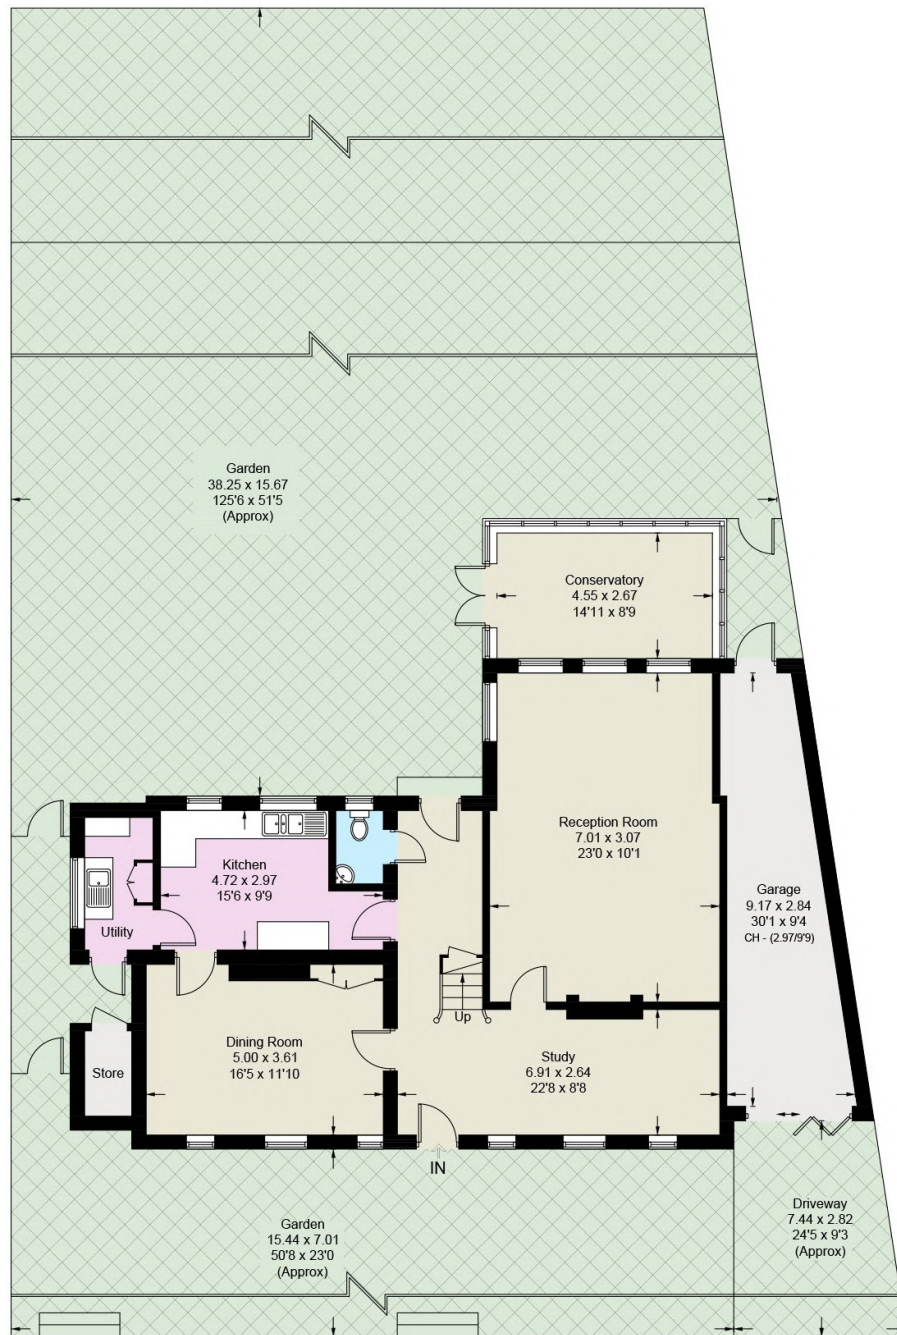 Garden
38.25 x 15.67
125'6 x 51'5
(Approx)
Conservatory
4.55 x 2.67
14'11 x 8'9
Reception Room
7.01 x 3.07
23'0 x 10'1
Kitchen
4.72 x 2.97
15'6 x 9'9
Utility
Garage
9.17 x 2.84
30'1 x 9'4
CH - (2.97/9'9)
Up
Dining Room
5.00 x 3.61
16'5 x 11'10
Study
6.91 x 2.64
22'8 x 8'8
Store
IN
Garden
15.44 x 7.01
50'8 x 23'0
(Approx)
Driveway
7.44 x 2.82
24'5 x 9'3
(Approx)